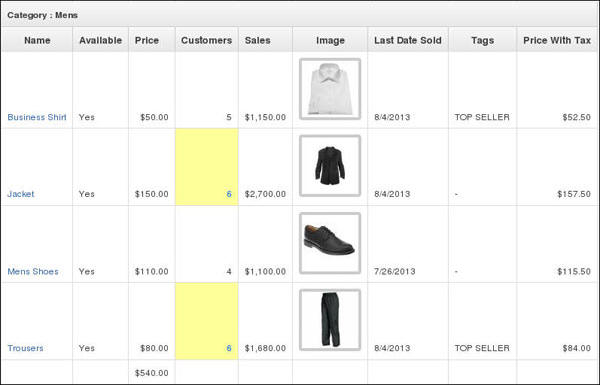 Category : Mens
Name Available Price Customers Sales Image Last Date Sold Tags Price With Tax
Business Shirt Yes $50.00 5 $1,150.00 8/4/2013 TOP SELLER $52.50
Jacket Yes $150.00 6 $2,700.00 8/4/2013 - $157.50
Mens Shoes Yes $110.00 4 $1,100.00 7/26/2013 - $115.50
Trousers Yes $80.00 6 $1,680.00 8/4/2013 TOP SELLER $84.00
$540.00